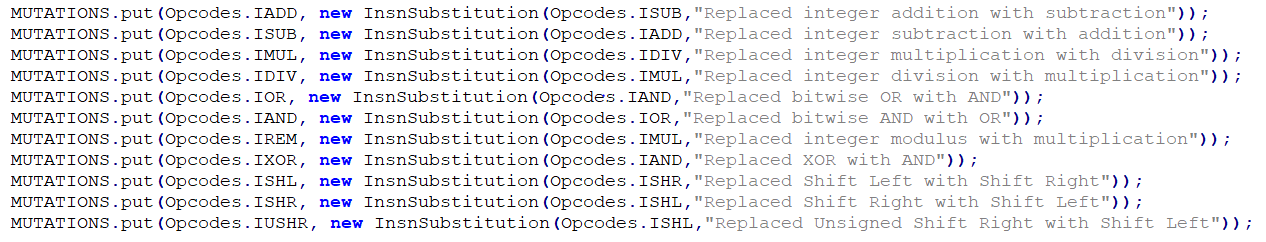 MUTATIONS.put(Opcodes.IADD, new InsnSubstitution(Opcodes.ISUB,"Replaced integer addition with subtraction"));
MUTATIONS.put(Opcodes.ISUB, new InsnSubstitution(Opcodes.IADD,"Replaced integer subtraction with addition"));
MUTATIONS.put(Opcodes.IMUL, new InsnSubstitution(Opcodes.IDIV,"Replaced integer multiplication with division"));
MUTATIONS.put(Opcodes.IDIV, new InsnSubstitution(Opcodes.IMUL,"Replaced integer division with multiplication"));
MUTATIONS.put(Opcodes.IOR, new InsnSubstitution(Opcodes.IAND,"Replaced bitwise OR with AND"));
MUTATIONS.put(Opcodes.IAND, new InsnSubstitution(Opcodes.IOR,"Replaced bitwise AND with OR"));
MUTATIONS.put(Opcodes.IREM, new InsnSubstitution(Opcodes.IMUL,"Replaced integer modulus with multiplication"));
MUTATIONS.put(Opcodes.IXOR, new InsnSubstitution(Opcodes.IAND,"Replaced XOR with AND"));
MUTATIONS.put(Opcodes.ISHL, new InsnSubstitution(Opcodes.ISHR,"Replaced Shift Left with Shift Right"));
MUTATIONS.put(Opcodes.ISHR, new InsnSubstitution(Opcodes.ISHL,"Replaced Shift Right with Shift Left"));
MUTATIONS.put(Opcodes.IUSHR, new InsnSubstitution(Opcodes.ISHL,"Replaced Unsigned Shift Right with Shift Left"));